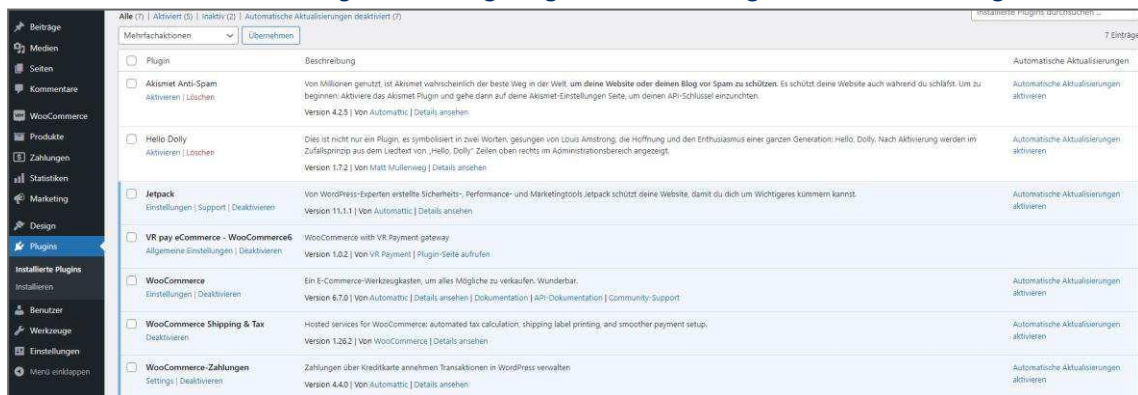 Beiträge
Medien
Seiten
Kommentare
WooCommerce
Produkte
Zahlungen
Statistiken
Marketing
Design
Plugins
Installierte Plugins
Installieren
Benutzer
Werkzeuge
Einstellungen
Menü einklappen
Alle (7) | Aktiviert (5) | Inaktiv (2) | Automatische Aktualisierungen deaktiviert (7)
Installierte Plugins durchsuchen ...
Mehrfachaktionen Übernehmen
7 Einträge
Plugin Beschreibung Automatische Aktualisierungen
Akismet Anti-Spam
Aktivieren | Löschen
Von Millionen genutzt, ist Akismet wahrscheinlich der beste Weg in der Welt, um deine Website oder deinen Blog vor Spam zu schützen. Es schützt deine Website auch während du schläfst. Um zu
beginnen: Aktiviere das Akismet Plugin und gehe dann auf deine Akismet-Einstellungen Seite, um deinen API-Schlüssel einzurichten.
Version 4.2.5 | Von Automattic | Details ansehen
Automatische Aktualisierungen
aktivieren
Hello Dolly
Aktivieren | Löschen
Dies ist nicht nur ein Plugin, es symbolisiert in zwei Worten, gesungen von Louis Amstrong, die Hoffnung und den Enthusiasmus einer ganzen Generation: Hello, Dolly. Nach Aktivierung werden im
Zufallsprinzip aus dem Liedtext von „Hello, Dolly" Zeilen oben rechts im Adminstrationsbereich angezeigt.
Version 1.7.2 | Von Matt Mullenweg | Details ansehen
Automatische Aktualisierungen
aktivieren
Jetpack
Einstellungen | Support | Deaktivieren
Von WordPress-Experten erstellte Sicherheits-, Performance- und Marketingtools Jetpack schützt deine Website, damit du dich um Wichtigeres kümmern kannst.
Version 11.1.1 | Von Automattic | Details ansehen
Automatische Aktualisierungen
aktivieren
VR pay eCommerce - WooCommerce6
Allgemeine Einstellungen | Deaktivieren
WooCommerce with VR Payment gateway
Version 1.0.2 | Von VR Payment | Plugin-Seite aufrufen
WooCommerce
Einstellungen | Deaktivieren
Ein E-Commerce-Werkzeugkasten, um alles Mögliche zu verkaufen. Wunderbar.
Version 6.7.0 | Von Automattic | Details ansehen | Dokumentation | API-Dokumentation | Community-Support
Automatische Aktualisierungen
aktivieren
WooCommerce Shipping & Tax
Deaktivieren
Hosted services for WooCommerce: automated tax calculation, shipping label printing, and smoother payment setup.
Version 1.26.2 | Von WooCommerce | Details ansehen
Automatische Aktualisierungen
aktivieren
WooCommerce-Zahlungen
Settings | Deaktivieren
Zahlungen über Kreditkarte annehmen Transaktionen in WordPress verwalten
Version 4.4.0 | Von Automattic | Details ansehen
Automatische Aktualisierungen
aktivieren